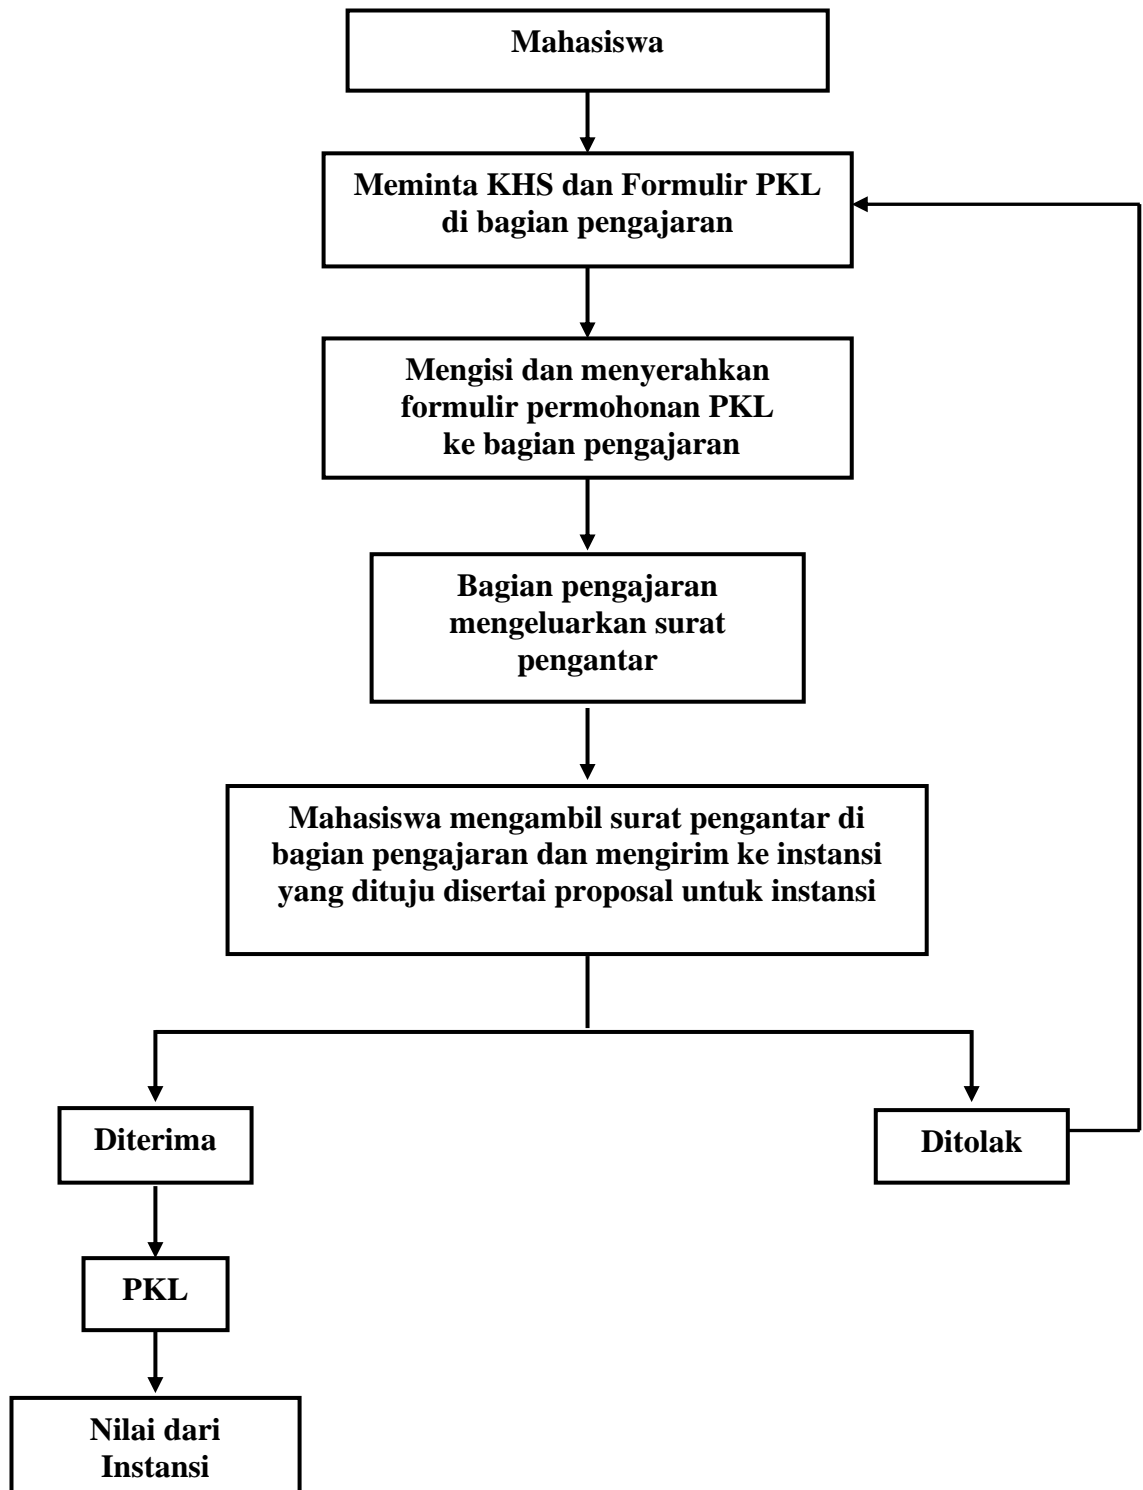 Mahasiswa
Meminta KHS dan Formulir PKL
di bagian pengajaran
Mengisi dan menyerahkan
formulir permohonan PKL
ke bagian pengajaran
Bagian pengajaran
mengeluarkan surat
pengantar
Mahasiswa mengambil surat pengantar di
bagian pengajaran dan mengirim ke instansi
yang dituju disertai proposal untuk instansi
Diterima
Ditolak
PKL
Nilai dari
Instansi